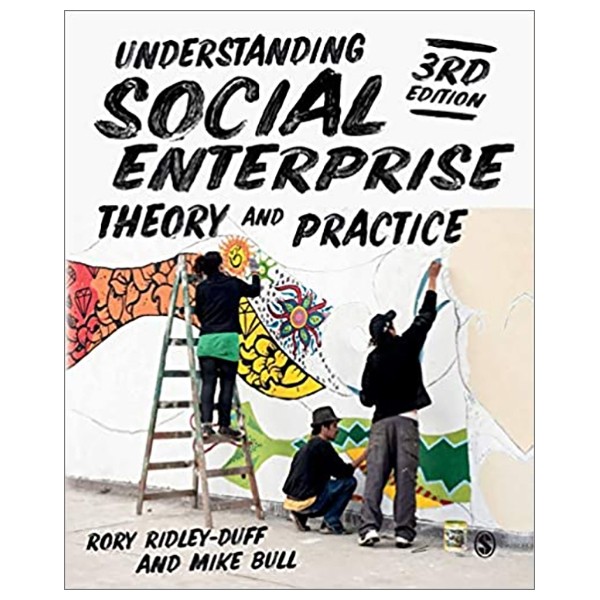 UNDERSTANDING
SOCIAL
ENTERPRISE
THEORY AND PRACTICE
3RD
EDITION
RORY RIDLEY-DUFF
AND MIKE BULL
S